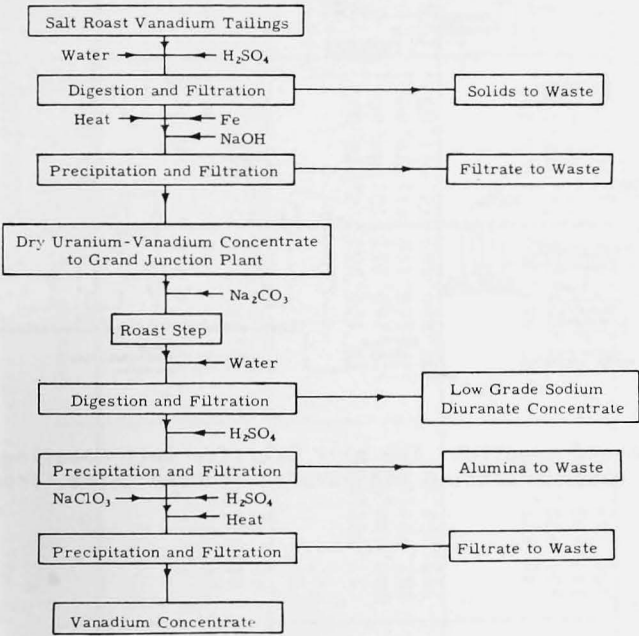 Salt Roast Vanadium Tailings
Water
H₂SO₄
Digestion and Filtration
Solids to Waste
Heat
Fe
NaOH
Precipitation and Filtration
Filtrate to Waste
Dry Uranium-Vanadium Concentrate
to Grand Junction Plant
Na₂CO₃
Roast Step
Water
Digestion and Filtration
Low Grade Sodium
Diuranate Concentrate
H₂SO₄
Precipitation and Filtration
Alumina to Waste
NaClO₃
H₂SO₄
Heat
Precipitation and Filtration
Filtrate to Waste
Vanadium Concentrate